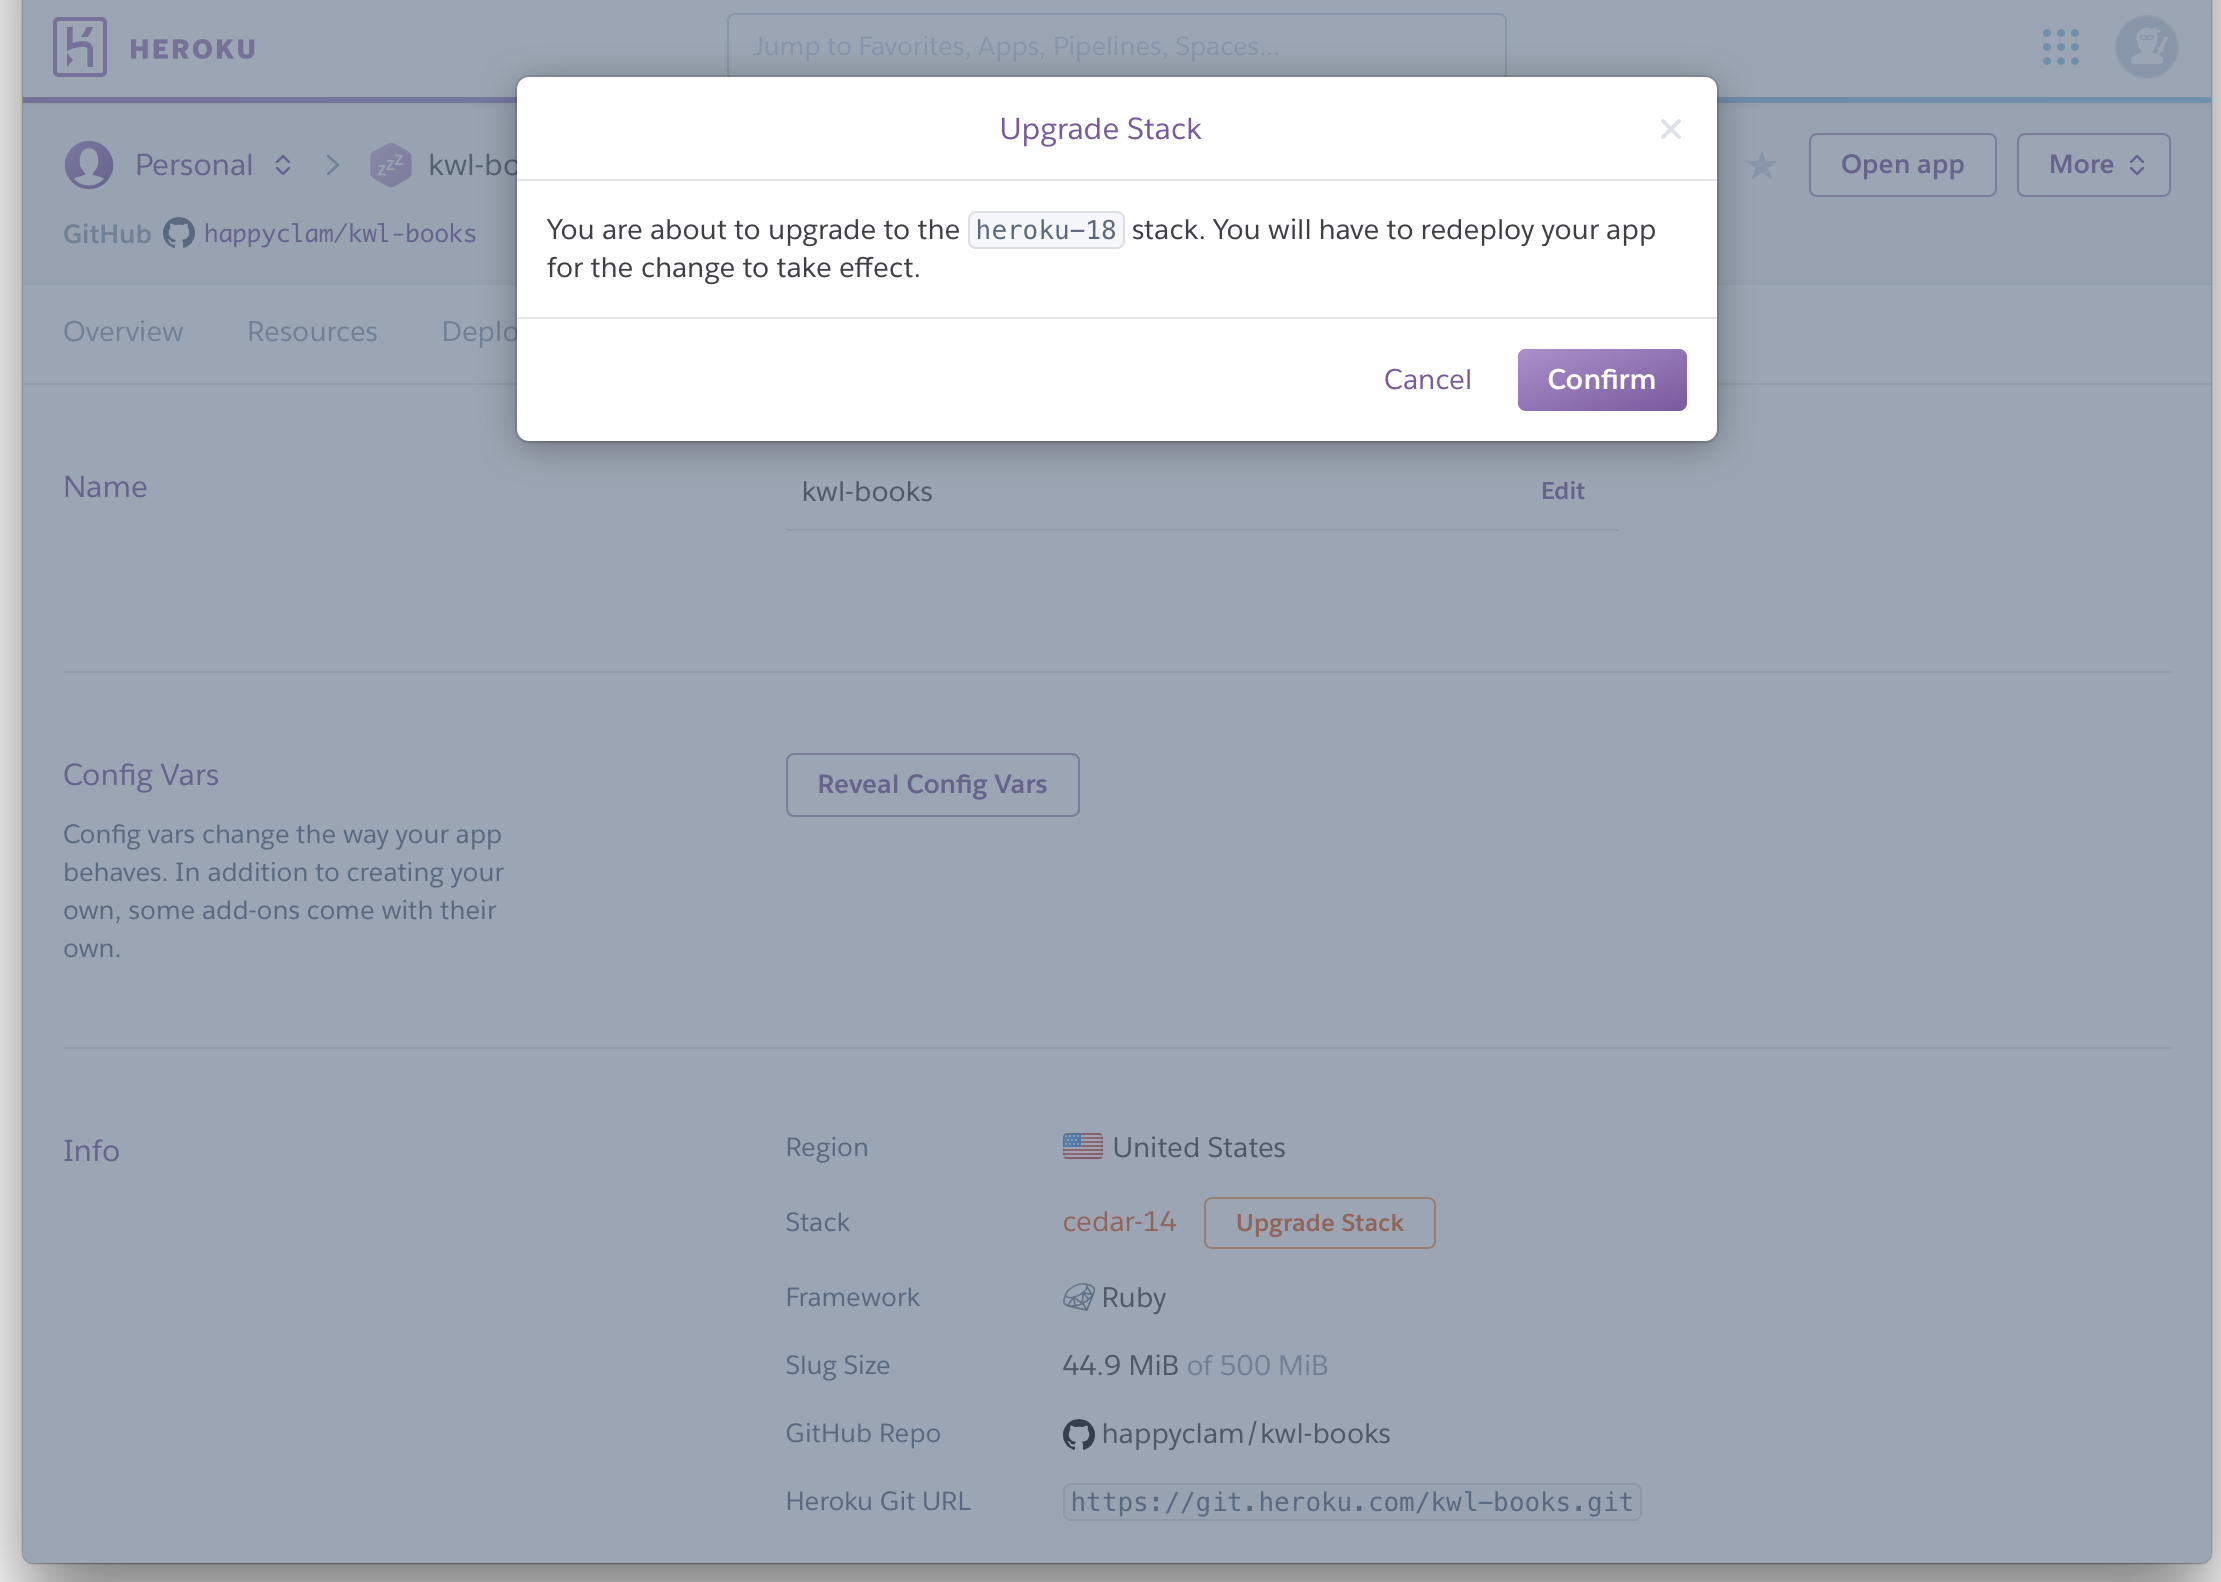 HEROKU
Jump to Favorites, Apps, Pipelines, Spaces...
Upgrade Stack
Personal
kwl-bo
Open app
More
GitHub happyclam/kwl-books
You are about to upgrade to the heroku-18 stack. You will have to redeploy your app
for the change to take effect.
Overview
Resources
Deplo
Cancel
Confirm
Name
kwl-books
Edit
Config Vars
Reveal Config Vars
Config vars change the way your app
behaves. In addition to creating your
own, some add-ons come with their
own.
Info
Region United States
Stack cedar-14 Upgrade Stack
Framework Ruby
Slug Size 44.9 MiB of 500 MiB
GitHub Repo happyclam/kwl-books
Heroku Git URL https://git.heroku.com/kwl-books.git